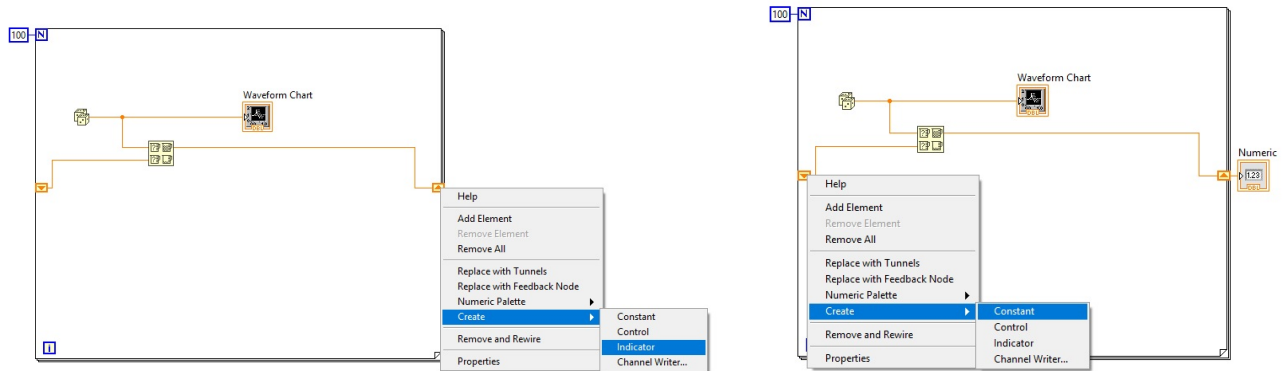 100
N
Waveform Chart
DBL
Help
Add Element
Remove Element
Remove All
Replace with Tunnels
Replace with Feedback Node
Numeric Palette
Create
Remove and Rewire
Properties
Constant
Control
Indicator
Channel Writer...
i
100
N
Waveform Chart
DBL
Numeric
1.23
DBL
Help
Add Element
Remove Element
Remove All
Replace with Tunnels
Replace with Feedback Node
Numeric Palette
Create
Remove and Rewire
Properties
Constant
Control
Indicator
Channel Writer...